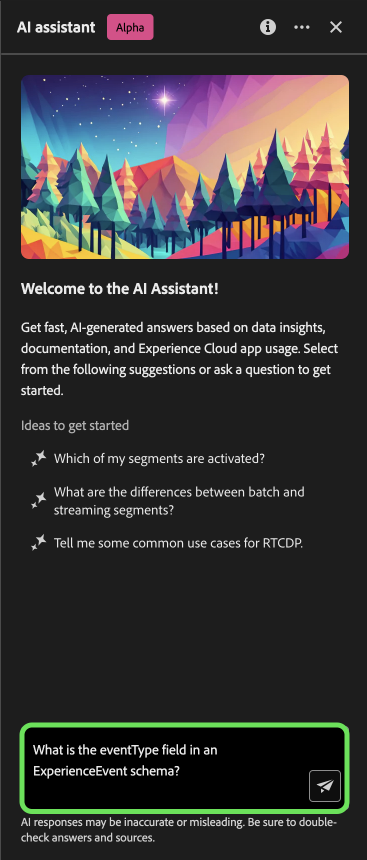 AI assistant Alpha
Welcome to the AI Assistant!
Get fast, AI-generated answers based on data insights,
documentation, and Experience Cloud app usage. Select
from the following suggestions or ask a question to get
started.
Ideas to get started
Which of my segments are activated?
What are the differences between batch and
streaming segments?
Tell me some common use cases for RTCDP.
What is the eventType field in an
ExperienceEvent schema?
AI responses may be inaccurate or misleading. Be sure to double-
check answers and sources.